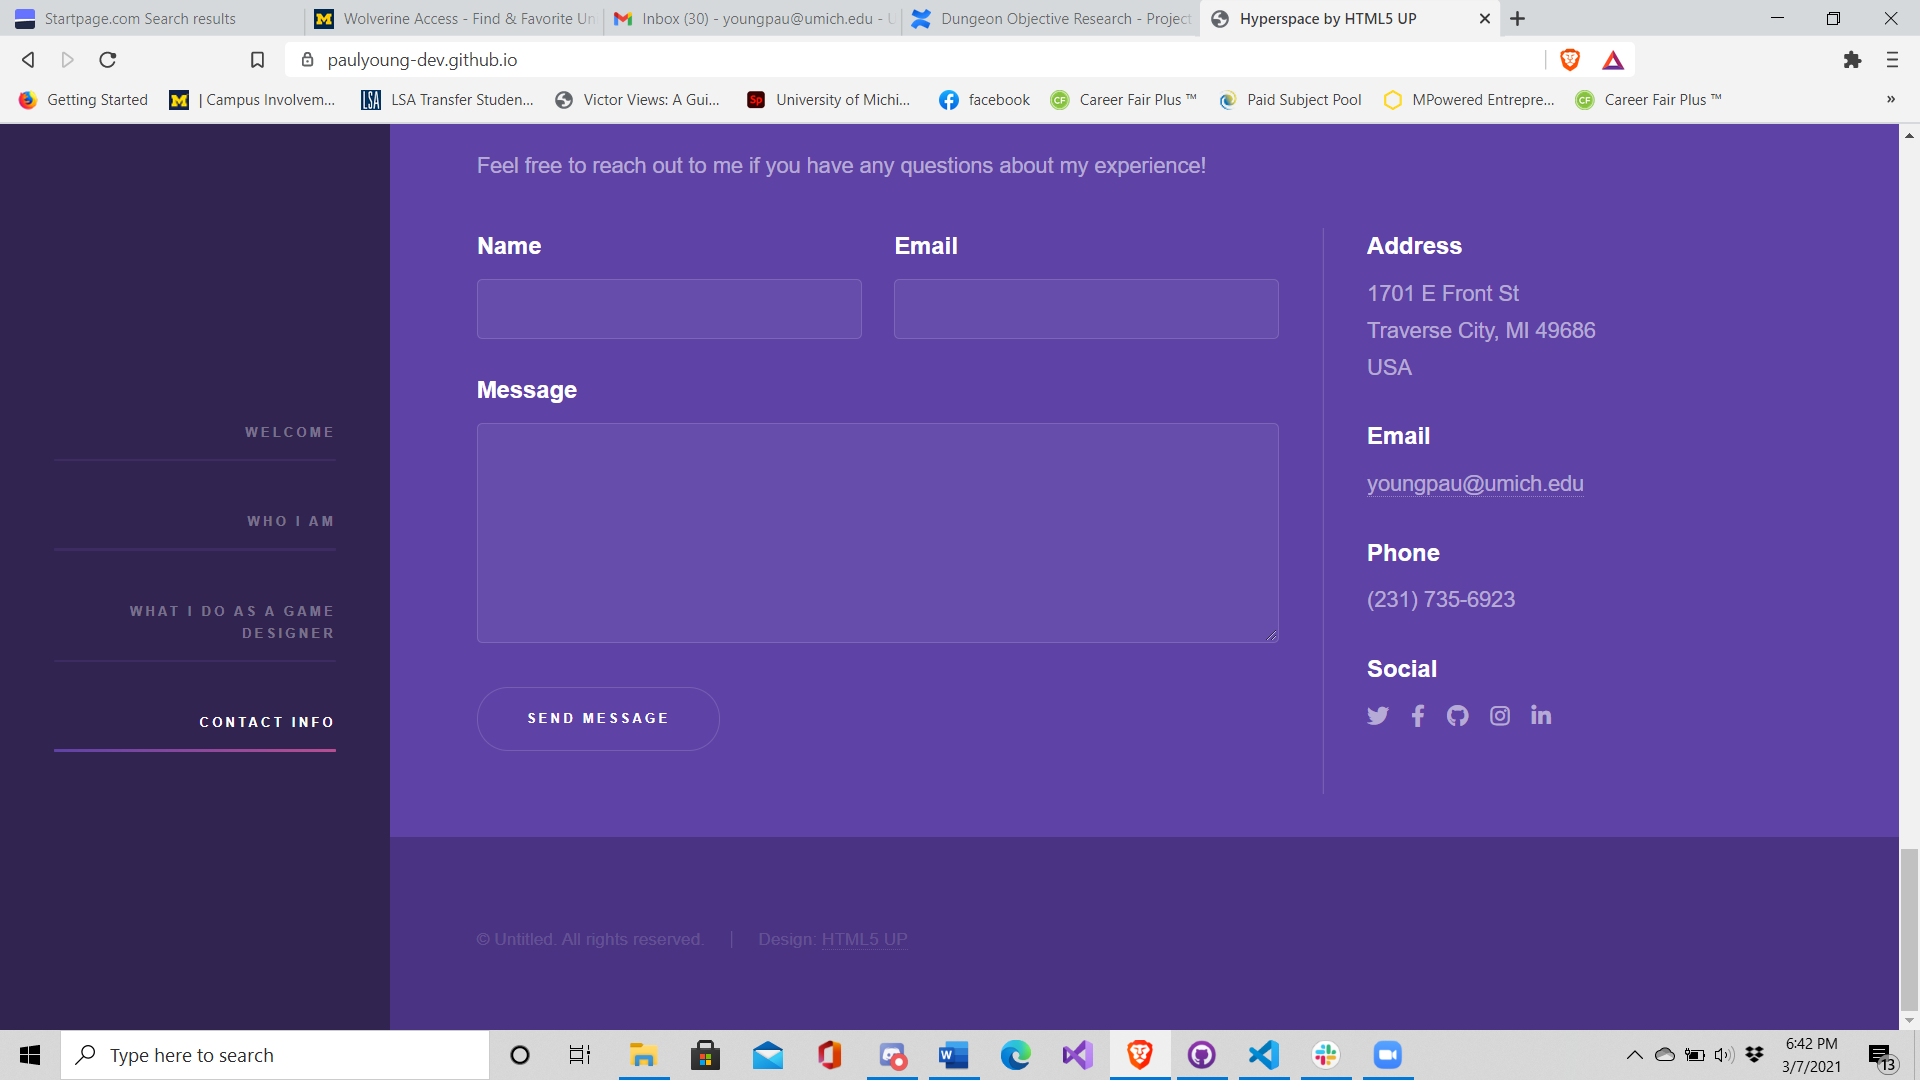 Startpage.com Search results
Wolverine Access - Find & Favorite Un
Inbox (30) - youngpau@umich.edu - U
Dungeon Objective Research - Project
Hyperspace by HTML5 UP
paulyoung-dev.github.io
Getting Started
| Campus Involvem...
LSA Transfer Studen...
Victor Views: A Gui...
University of Michi...
facebook
Career Fair Plus ™
Paid Subject Pool
MPowered Entrepre...
Career Fair Plus ™
»
Feel free to reach out to me if you have any questions about my experience!
WELCOME
WHO I AM
WHAT I DO AS A GAME
DESIGNER
CONTACT INFO
Name
Email
Message
SEND MESSAGE
Address
1701 E Front St
Traverse City, MI 49686
USA
Email
youngpau@umich.edu
Phone
(231) 735-6923
Social
© Untitled. All rights reserved.
Design: HTML5 UP
Type here to search
6:42 PM
3/7/2021
13